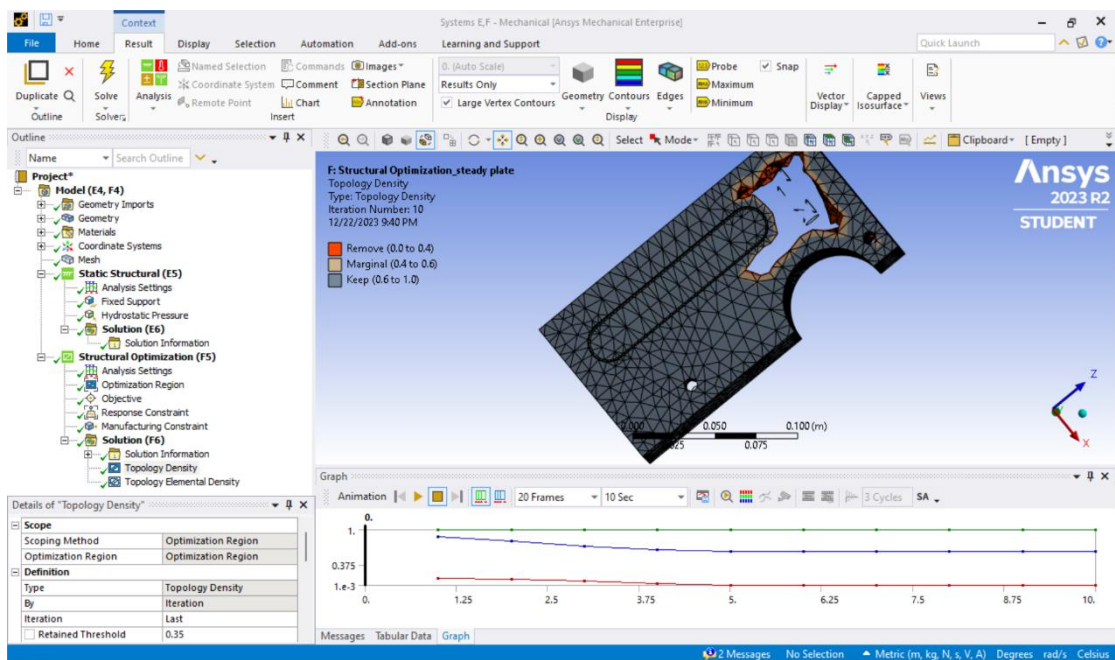 Context
Systems E,F - Mechanical [Ansys Mechanical Enterprise]
File Home Result Display Selection Automation Add-ons Learning and Support Quick Launch
Duplicate
Outline
Solve
Solver
Analysis
Named Selection
Coordinate System
Remote Point
Commands
Comment
Chart
Images
Section Plane
Annotation
Insert
0. (Auto Scale)
Results Only
Large Vertex Contours
Geometry
Contours
Edges
Probe
Maximum
Minimum
Snap
Display
Vector Display
Capped Isosurface
Views
Outline
Name Search Outline
Project*
Model (E4, F4)
Geometry Imports
Geometry
Materials
Coordinate Systems
Mesh
Static Structural (E5)
Analysis Settings
Fixed Support
Hydrostatic Pressure
Solution (E6)
Solution Information
Structural Optimization (F5)
Analysis Settings
Optimization Region
Objective
Response Constraint
Manufacturing Constraint
Solution (F6)
Solution Information
Topology Density
Topology Elemental Density
Details of "Topology Density"
Scope
Scoping Method Optimization Region
Optimization Region Optimization Region
Definition
Type Topology Density
By Iteration
Iteration Last
Retained Threshold 0.35
Select Mode Clipboard [ Empty ]
F: Structural Optimization_steady plate
Topology Density
Type: Topology Density
Iteration Number: 10
12/22/2023 9:40 PM
Remove (0.0 to 0.4)
Marginal (0.4 to 0.6)
Keep (0.6 to 1.0)
Ansys
2023 R2
STUDENT
0.050 0.100 (m)
0.075
Z
X
Graph
Animation 20 Frames 10 Sec 3 Cycles SA
0.
1.
0.375
1.e-3
0. 1.25 2.5 3.75 5. 6.25 7.5 8.75 10.
Messages Tabular Data Graph
2 Messages No Selection Metric (m, kg, N, s, V, A) Degrees rad/s Celsius